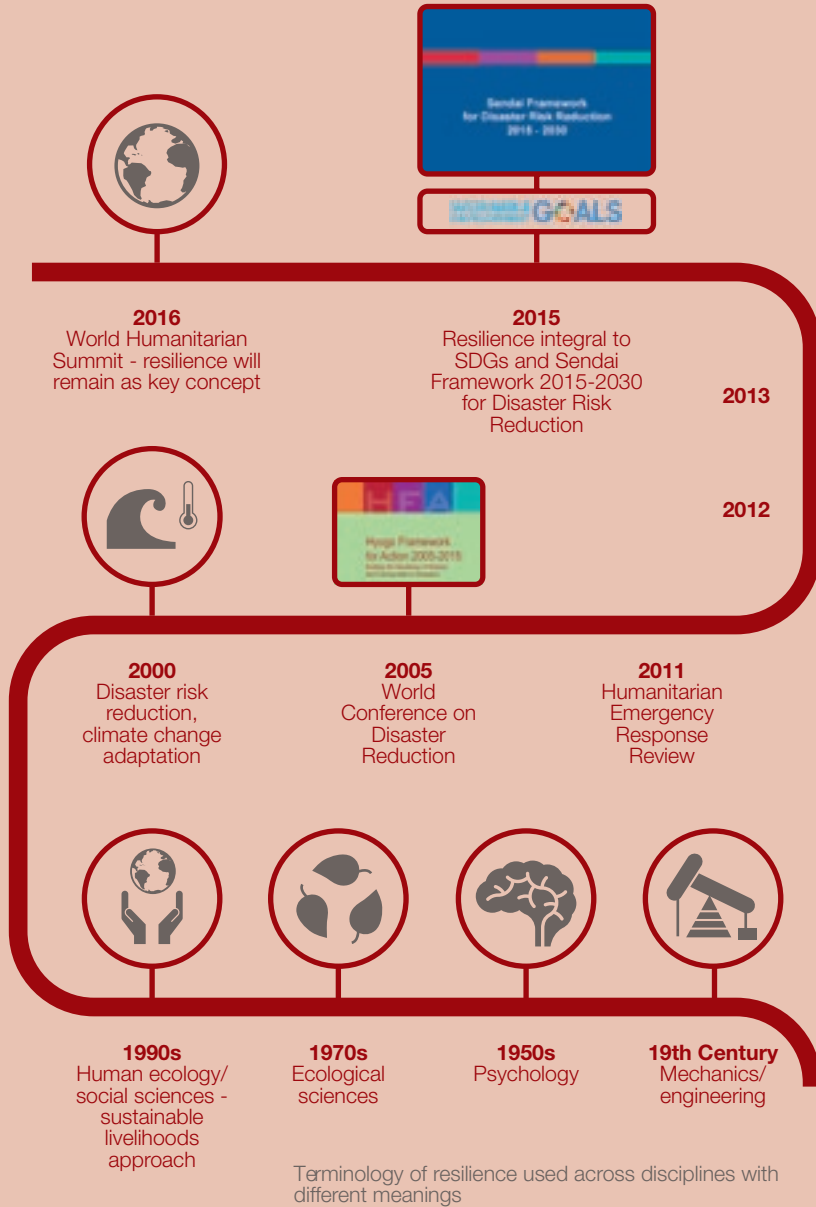 Sendai Framework
for Disaster Risk Reduction
2015 - 2030
GOALS
2016
World Humanitarian
Summit - resilience will
remain as key concept
2015
Resilience integral to
SDGs and Sendai
Framework 2015-2030
for Disaster Risk
Reduction
2013
2012
HFA
Hyogo Framework
for Action 2005-2015
2000
Disaster risk
reduction,
climate change
adaptation
2005
World
Conference on
Disaster
Reduction
2011
Humanitarian
Emergency
Response
Review
1990s
Human ecology/
social sciences -
sustainable
livelihoods
approach
1970s
Ecological
sciences
1950s
Psychology
19th Century
Mechanics/
engineering
Terminology of resilience used across disciplines with
different meanings